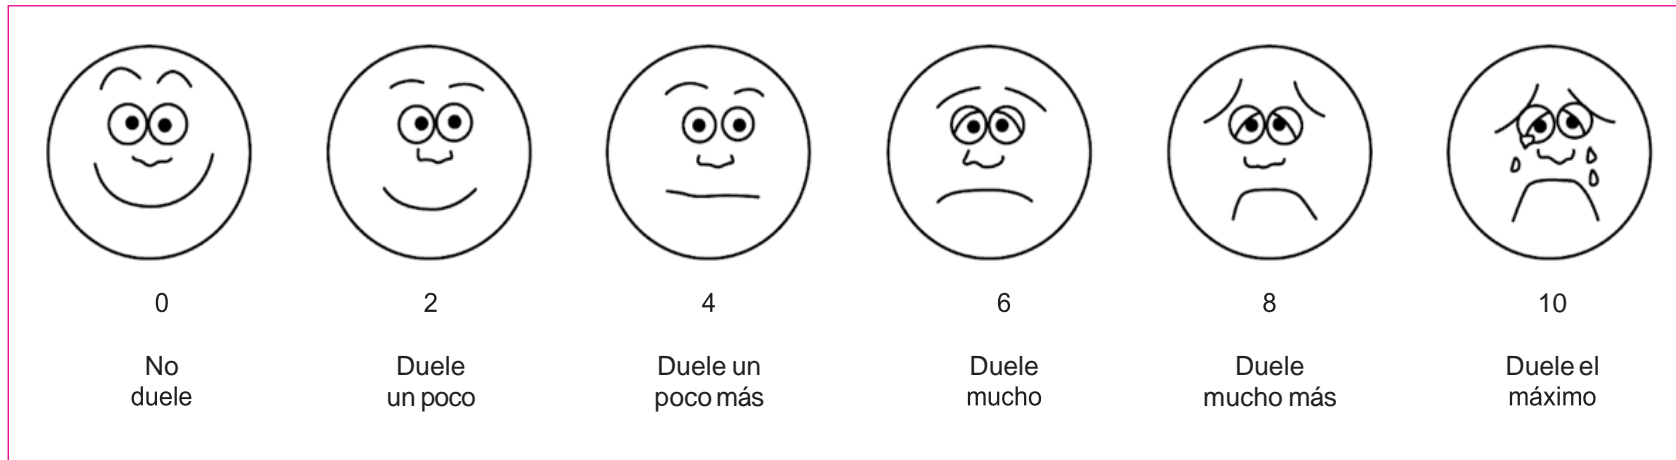 0
No
duele
2
Duele
un poco
4
Duele un
poco más
6
Duele
mucho
8
Duele
mucho más
10
Duele el
máximo